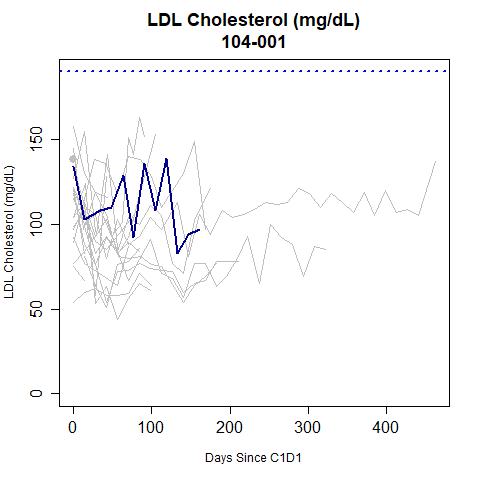 LDL Cholesterol (mg/dL)
104-001
LDL Cholesterol (mg/dL)
150
100
50
0
0 100 200 300 400
Days Since C1D1